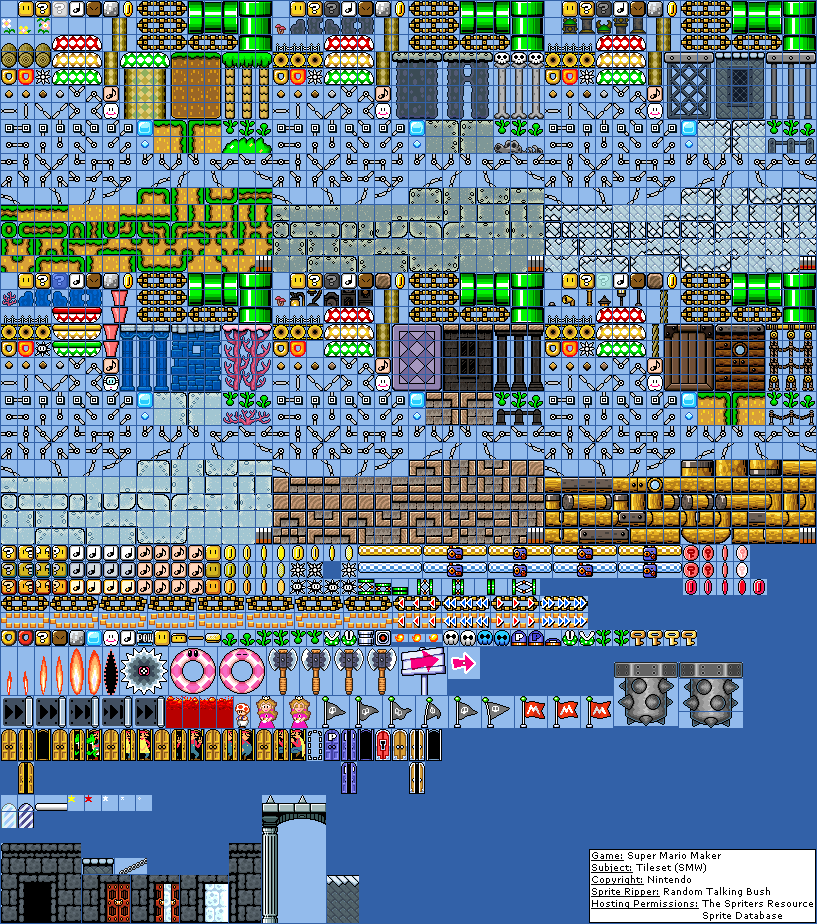 Game: Super Mario Maker
Subject: Tileset (SMW)
Copyright: Nintendo
Sprite Ripper: Random Talking Bush
Hosting Permissions: The Spriters Resource
Sprite Database